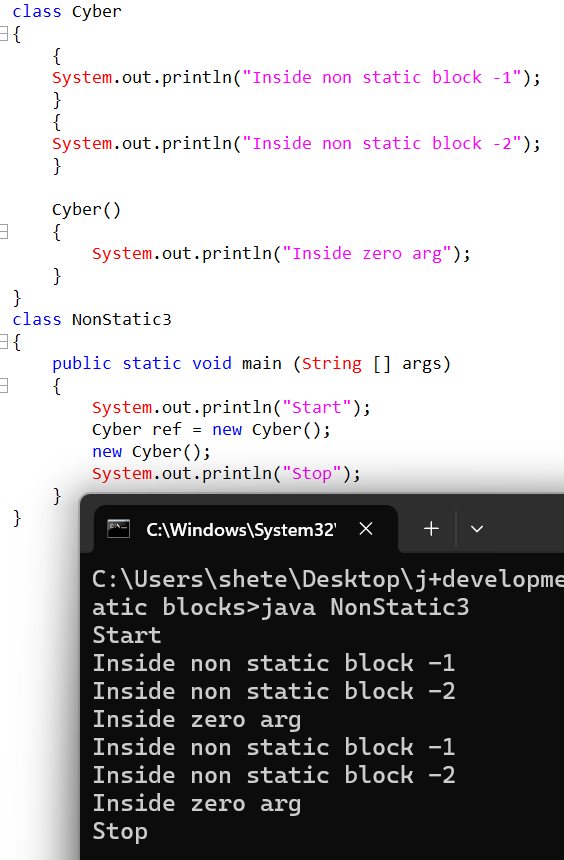 class Cyber
{
    {
    System.out.println("Inside non static block -1");
    }
    {
    System.out.println("Inside non static block -2");
    }
    Cyber()
    {
        System.out.println("Inside zero arg");
    }
}
class NonStatic3
{
    public static void main (String [] args)
    {
        System.out.println("Start");
        Cyber ref = new Cyber();
        new Cyber();
        System.out.println("Stop");
    }
}
C:\Windows\System32\
C:\Users\shete\Desktop\j+developme
atic blocks>java NonStatic3
Start
Inside non static block -1
Inside non static block -2
Inside zero arg
Inside non static block -1
Inside non static block -2
Inside zero arg
Stop